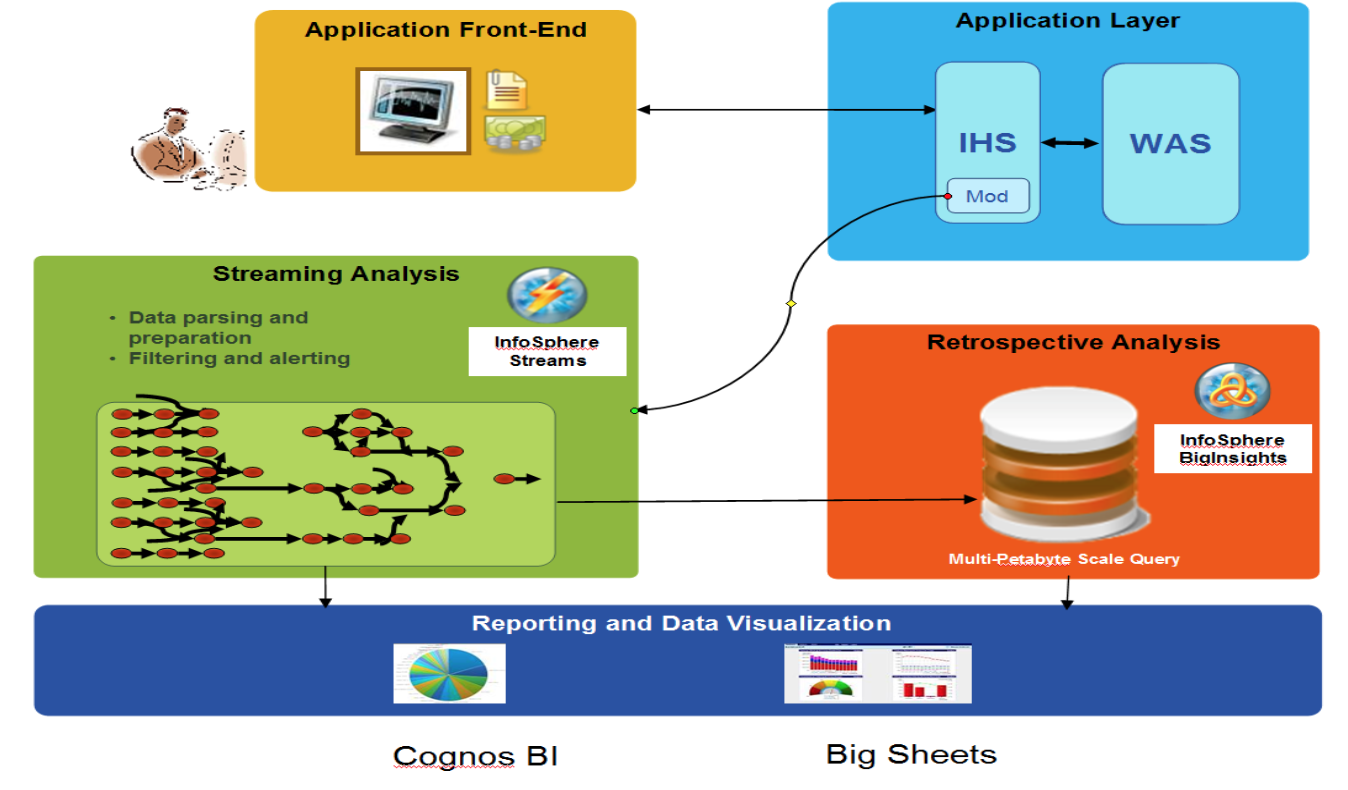 Application Front-End
Application Layer
IHS
WAS
Mod
Streaming Analysis
• Data parsing and
preparation
• Filtering and alerting
InfoSphere
Streams
Retrospective Analysis
InfoSphere
BigInsights
Multi-Petabyte Scale Query
Reporting and Data Visualization
Cognos BI
Big Sheets